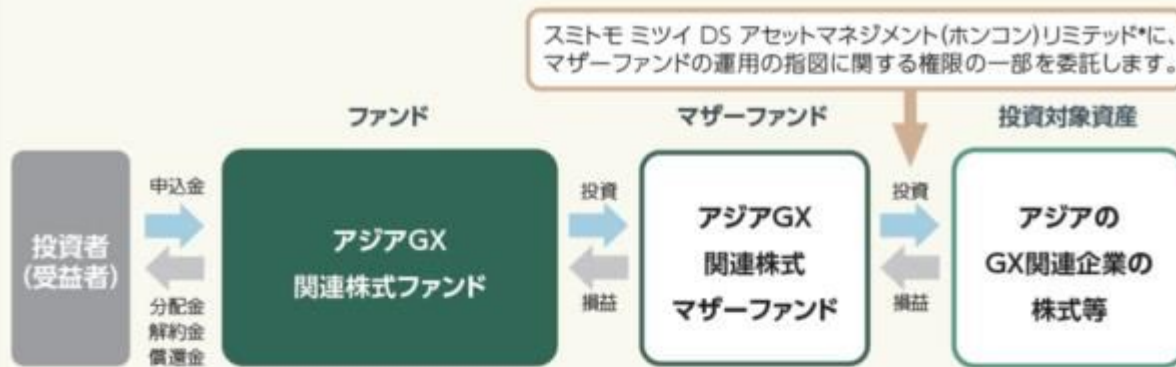 スミトモ ミツイ DS アセットマネジメント(ホンコン)リミテッド*に、
マザーファンドの運用の指図に関する権限の一部を委託します。
ファンド
マザーファンド
投資対象資産
投資者
(受益者)
申込金
分配金
解約金
償還金
アジアGX
関連株式ファンド
投資
損益
アジアGX
関連株式
マザーファンド
投資
損益
アジアの
GX関連企業の
株式等